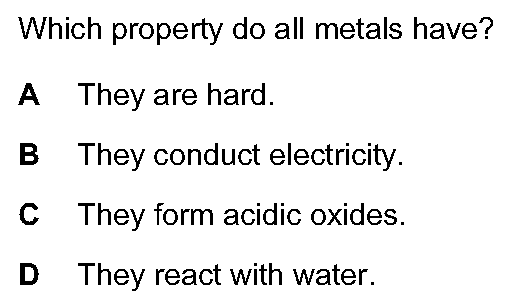 Which property do all metals have?
A They are hard.
B They conduct electricity.
C They form acidic oxides.
D They react with water.